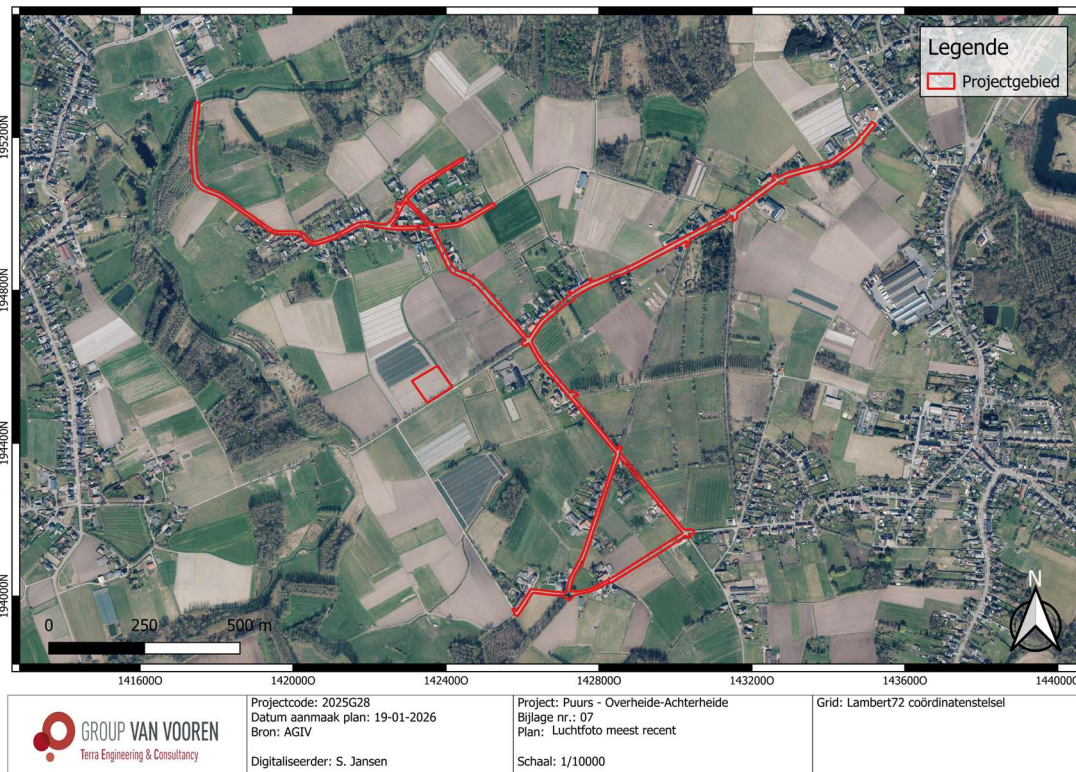 Legende
Projectgebied
195200N
194800N
194400N
194000N
0 250 500 m
N
141600O 142000O 142400O 142800O 143200O 143600O 144000O
GROUP VAN VOOREN
Terra Engineering & Consultancy
Projectcode: 2025G28
Datum aanmaak plan: 19-01-2026
Bron: AGIV
Digitaliseerder: S. Jansen
Project: Puurs - Overheide-Achterheide
Bijlage nr.: 07
Plan: Luchtfoto meest recent
Schaal: 1/10000
Grid: Lambert72 coördinatenstelsel